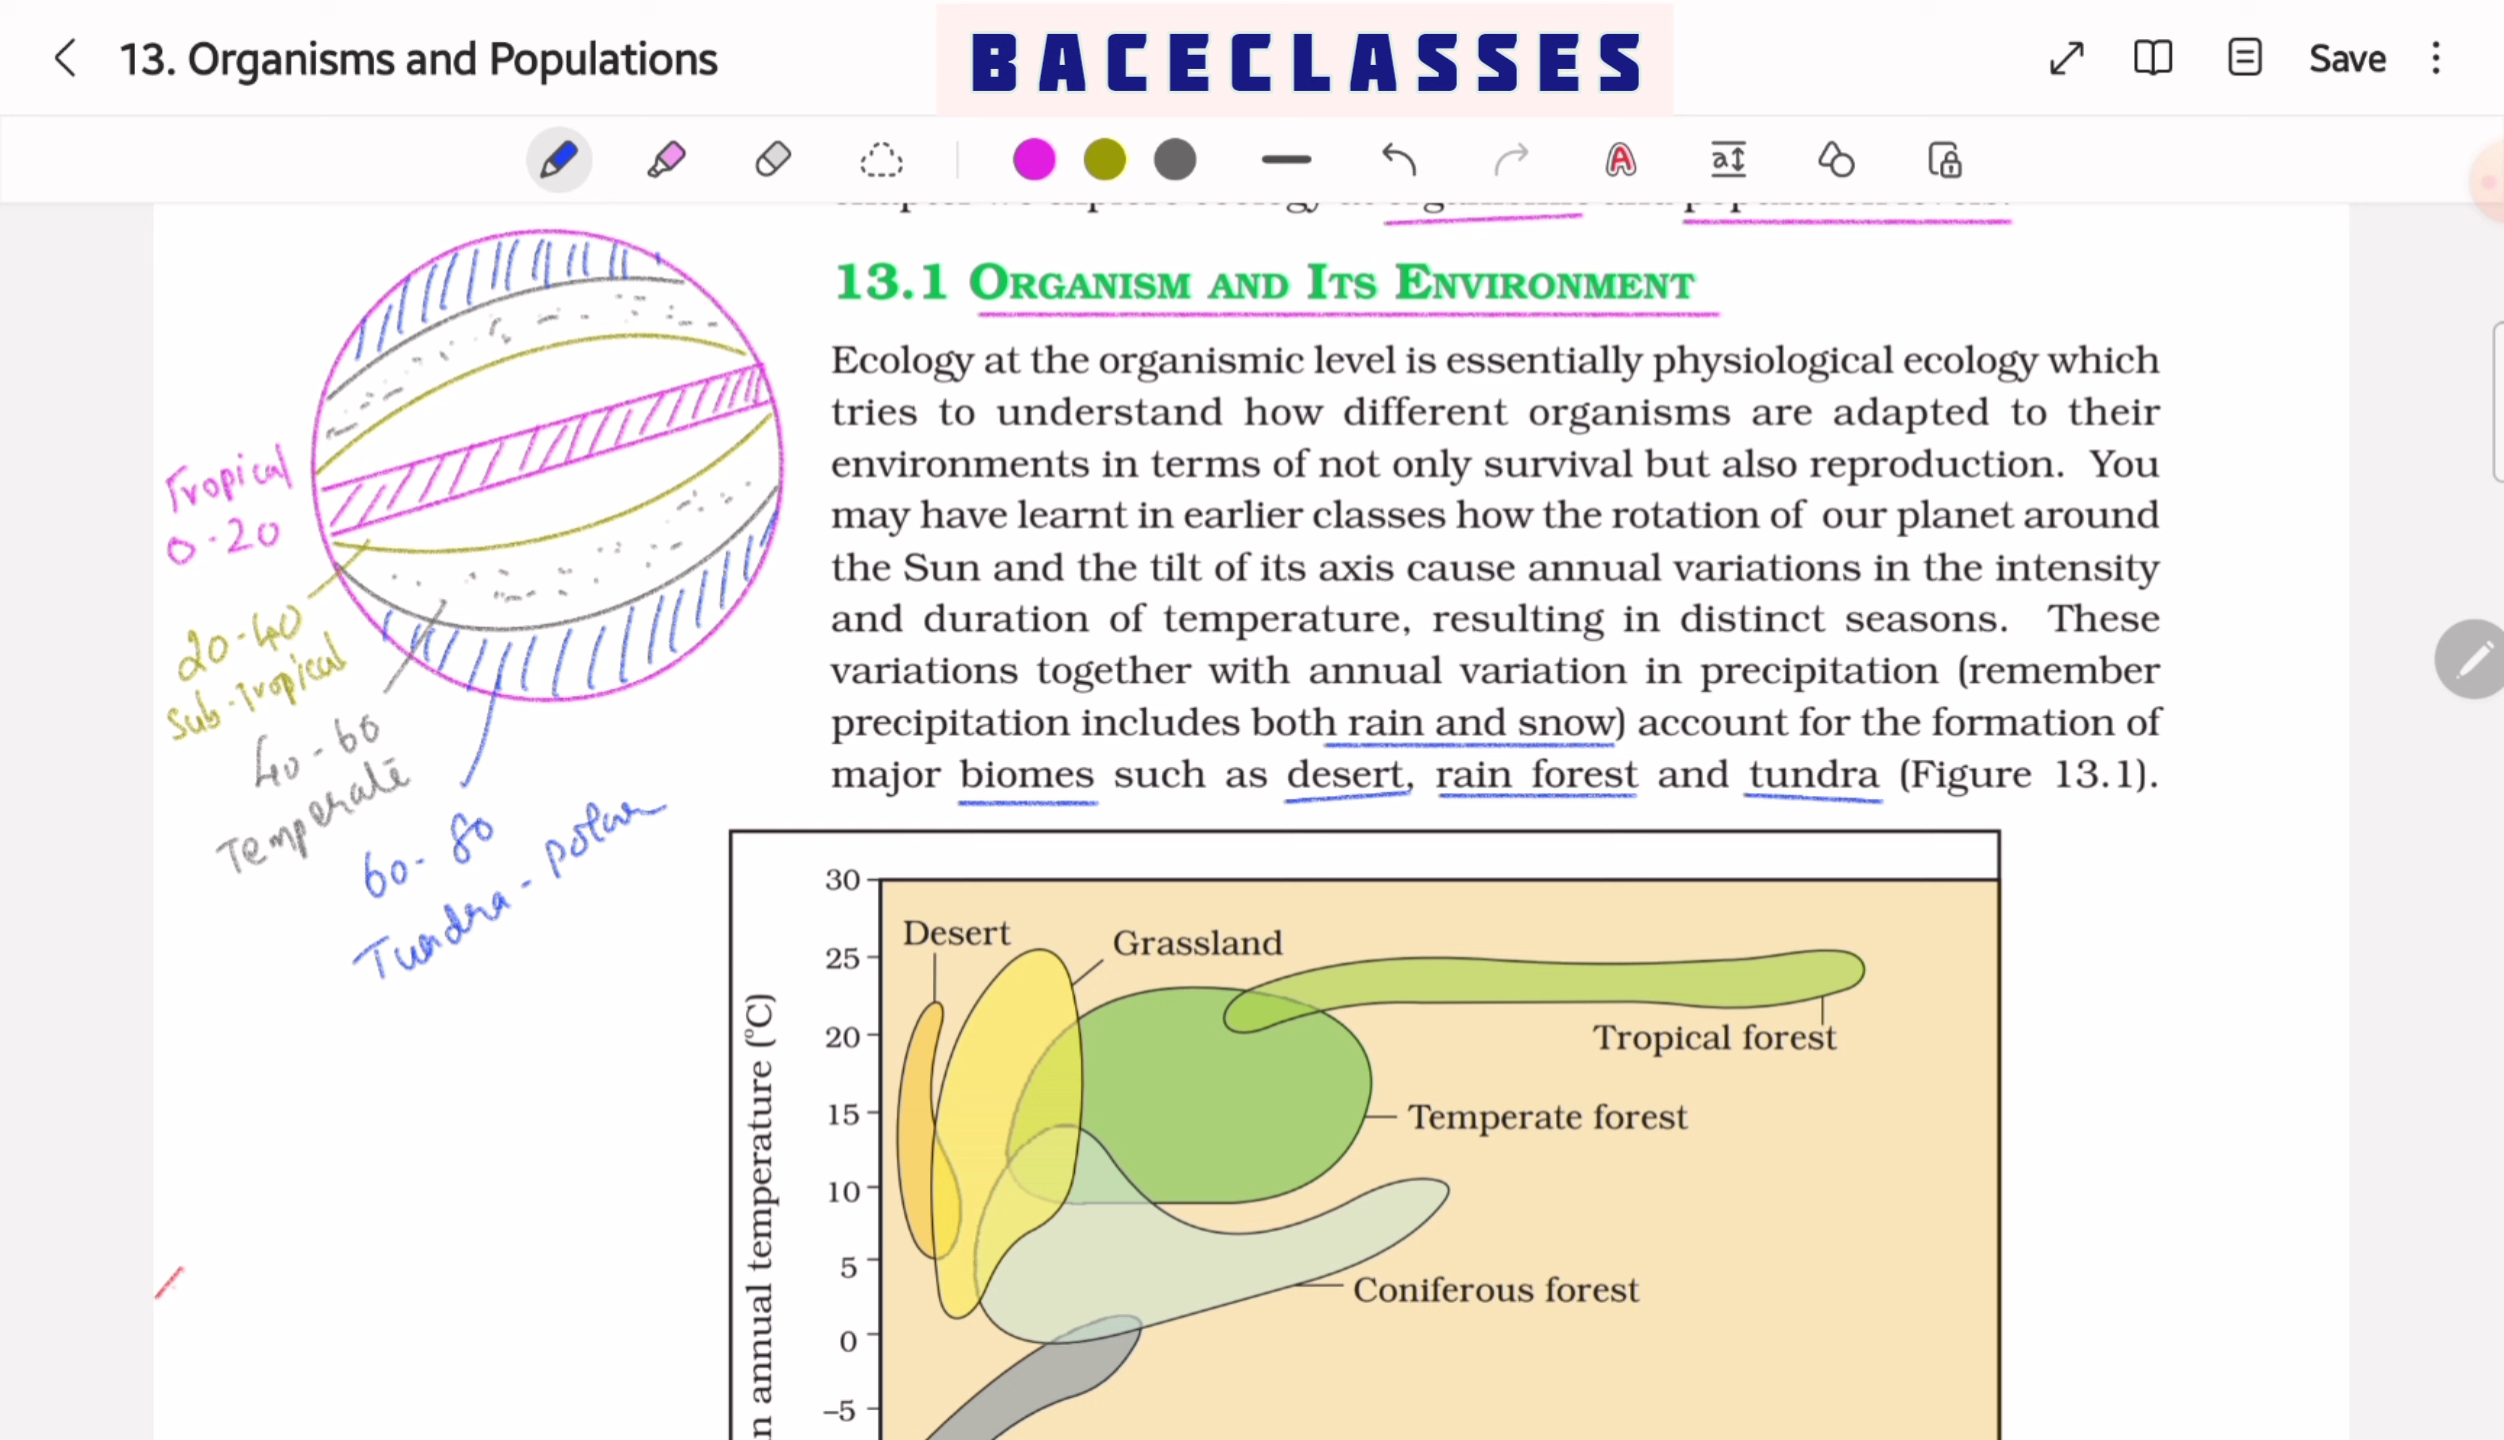 13. Organisms and Populations
BACECLASSES
Save
13.1 ORGANISM AND ITS ENVIRONMENT
Ecology at the organismic level is essentially physiological ecology which
tries to understand how different organisms are adapted to their
environments in terms of not only survival but also reproduction. You
may have learnt in earlier classes how the rotation of our planet around
the Sun and the tilt of its axis cause annual variations in the intensity
and duration of temperature, resulting in distinct seasons. These
variations together with annual variation in precipitation (remember
precipitation includes both rain and snow) account for the formation of
major biomes such as desert, rain forest and tundra (Figure 13.1).
Tropical
0-20
20-40
Sub-Tropical
40-60
Temperate
60-80
Tundra-polar
30
25
20
15
10
5
0
–5
annual temperature (°C)
Desert
Grassland
Tropical forest
Temperate forest
Coniferous forest